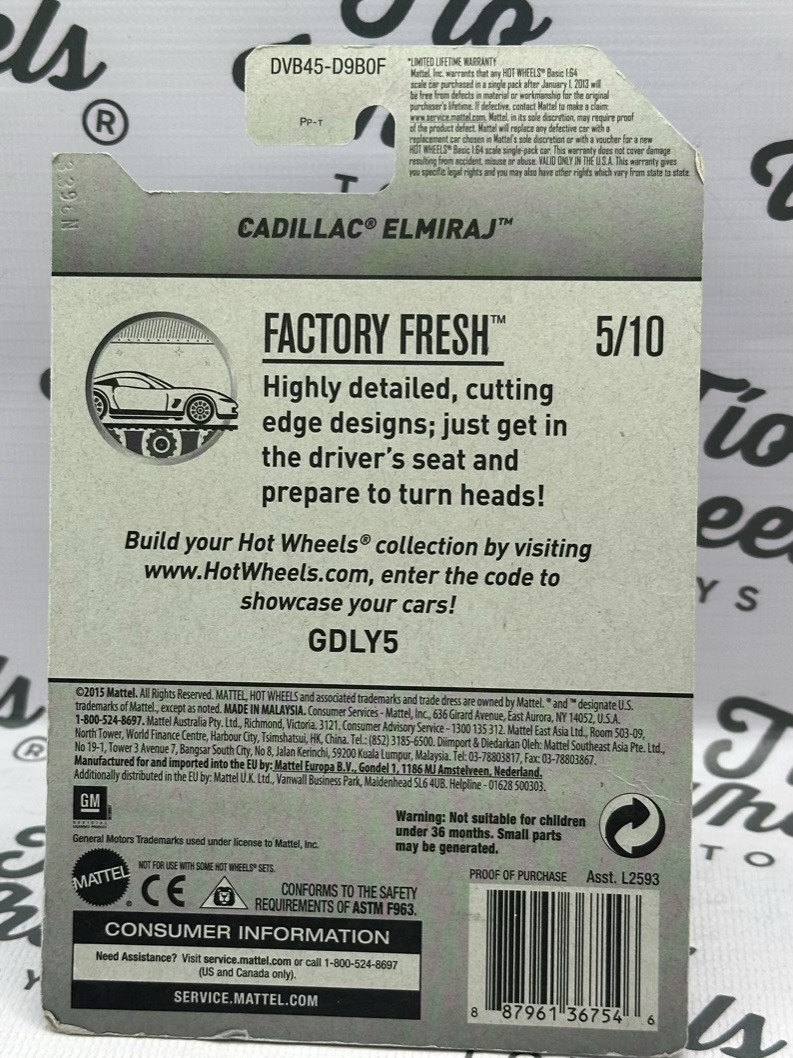 DVB45-D9B0F
PP-T
*LIMITED LIFETIME WARRANTY
Mattel, Inc. warrants that any HOT WHEELS® Basic 1:64
scale car purchased in a single pack after January 1, 2013 will
be free from defects in material or workmanship for the original
purchaser's lifetime. If defective, contact Mattel to make a claim:
www.service.mattel.com. Mattel, in its sole discretion, may require proof
of the product defect. Mattel will replace any defective car with a
replacement car chosen in Mattel's sole discretion or with a voucher for a new
HOT WHEELS® Basic 1:64 scale single-pack car. This warranty does not cover damage
resulting from accident, misuse or abuse. VALID ONLY IN THE U.S.A. This warranty gives
you specific legal rights and you may also have other rights which vary from state to state.
CADILLAC® ELMIRAJ™
FACTORY FRESH™
5/10
Highly detailed, cutting
edge designs; just get in
the driver's seat and
prepare to turn heads!
Build your Hot Wheels® collection by visiting
www.HotWheels.com, enter the code to
showcase your cars!
GDLY5
©2015 Mattel. All Rights Reserved. MATTEL, HOT WHEELS and associated trademarks and trade dress are owned by Mattel. ® and ™ designate U.S.
trademarks of Mattel, except as noted. MADE IN MALAYSIA. Consumer Services - Mattel, Inc., 636 Girard Avenue, East Aurora, NY 14052, U.S.A.
1-800-524-8697. Mattel Australia Pty. Ltd., Richmond, Victoria. 3121. Consumer Advisory Service - 1300 135 312. Mattel East Asia Ltd., Room 503-09,
North Tower, World Finance Centre, Harbour City, Tsimshatsui, HK, China. Tel.: (852) 3185-6500. Diimport & Diedarkan Oleh: Mattel Southeast Asia Pte. Ltd.,
No 19-1, Tower 3 Avenue 7, Bangsar South City, No 8, Jalan Kerinchi, 59200 Kuala Lumpur, Malaysia. Tel: 03-78803817, Fax: 03-78803867.
Manufactured for and imported into the EU by: Mattel Europa B.V., Gondel 1, 1186 MJ Amstelveen, Nederland.
Additionally distributed in the EU by: Mattel U.K. Ltd., Vanwall Business Park, Maidenhead SL6 4UB. Helpline - 01628 500303.
GM
General Motors Trademarks used under license to Mattel, Inc.
Warning: Not suitable for children
under 36 months. Small parts
may be generated.
MATTEL
NOT FOR USE WITH SOME HOT WHEELS® SETS.
CE
CONFORMS TO THE SAFETY
REQUIREMENTS OF ASTM F963.
PROOF OF PURCHASE
Asst. L2593
CONSUMER INFORMATION
Need Assistance? Visit service.mattel.com or call 1-800-524-8697
(US and Canada only).
SERVICE.MATTEL.COM
8 87961 36754 6